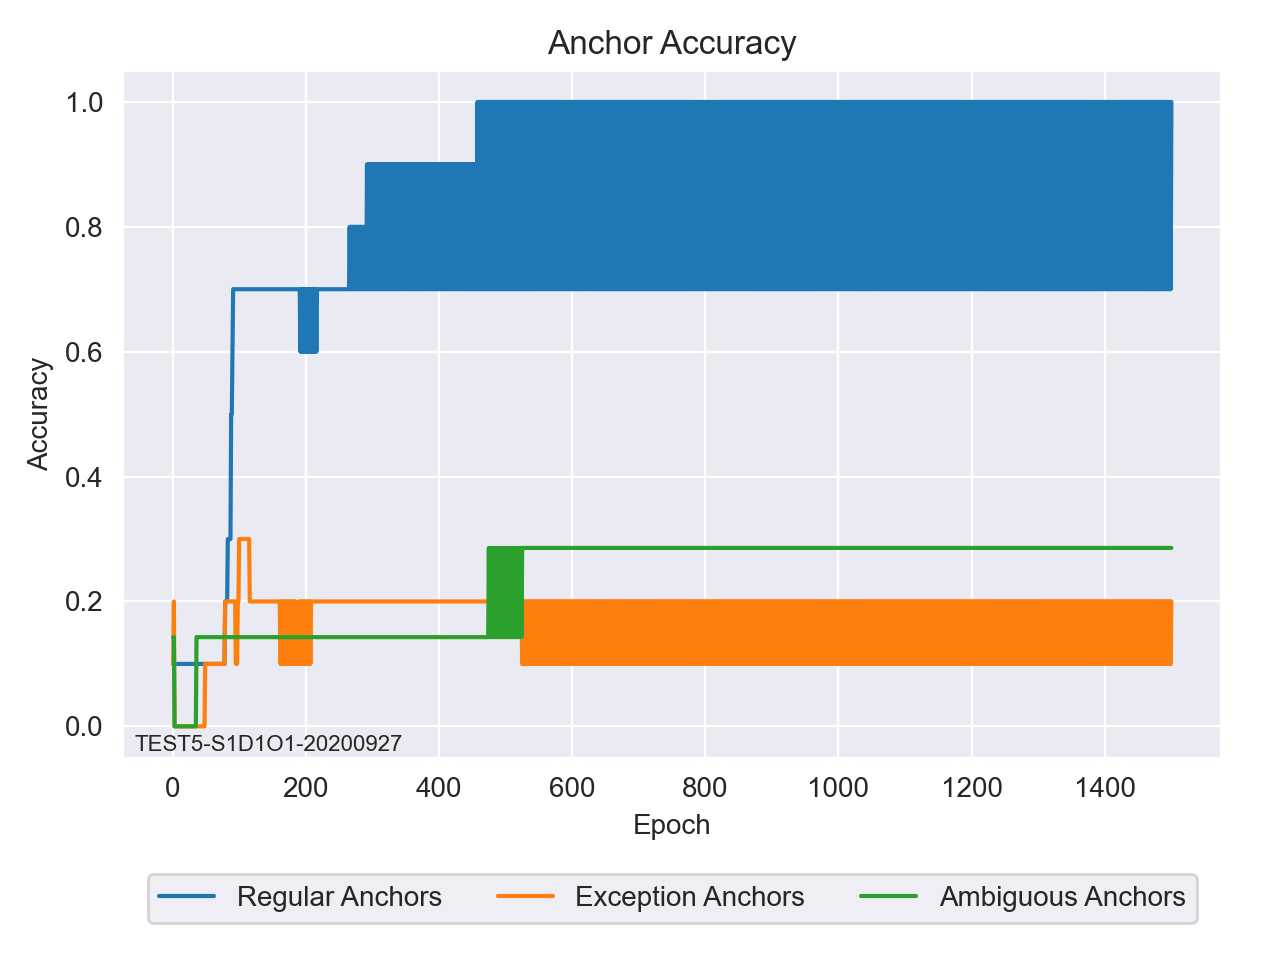 Anchor Accuracy
1.0
0.8
0.6
0.4
0.2
0.0
Accuracy
TEST5-S1D1O1-20200927
0 200 400 600 800 1000 1200 1400
Epoch
Regular Anchors Exception Anchors Ambiguous Anchors